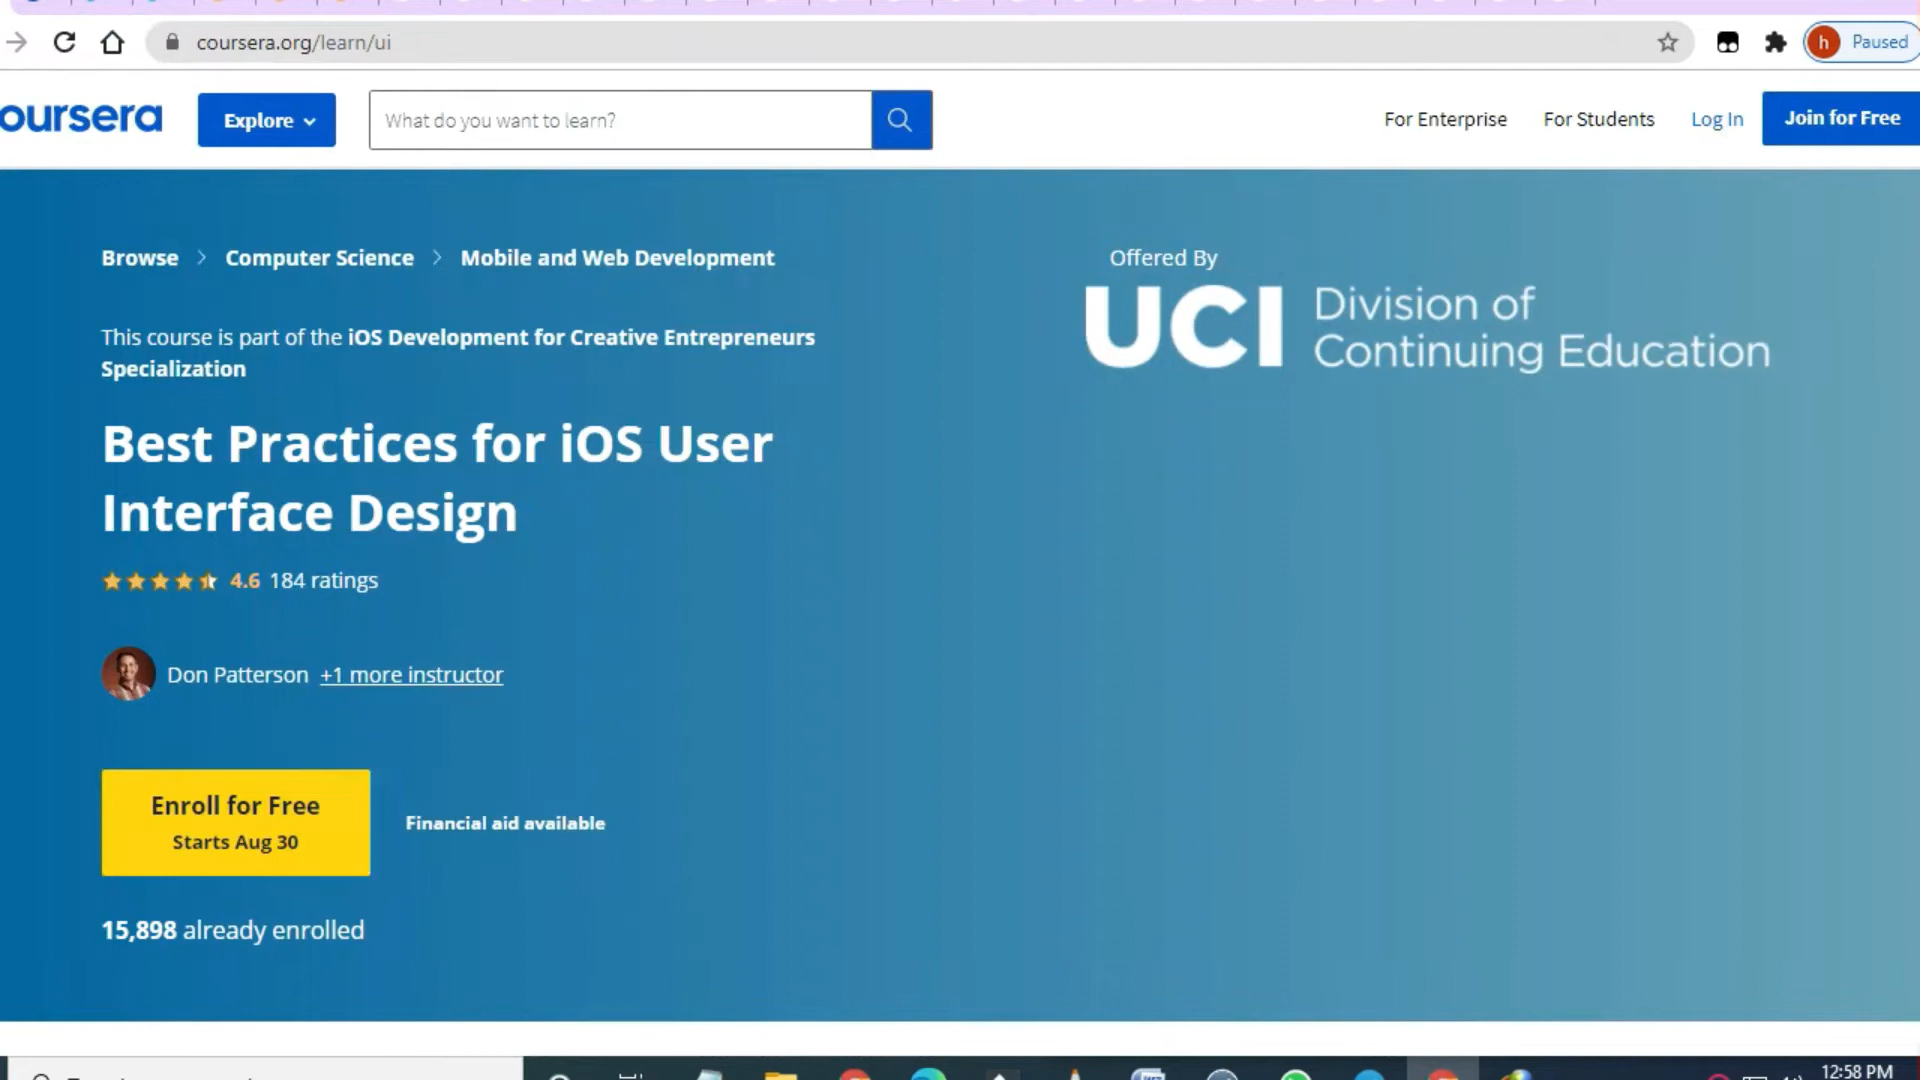 coursera.org/learn/ui
h
Paused
oursera
Explore
What do you want to learn?
For Enterprise
For Students
Log In
Join for Free
Browse > Computer Science > Mobile and Web Development
This course is part of the iOS Development for Creative Entrepreneurs
Specialization
Best Practices for iOS User
Interface Design
4.6 184 ratings
Don Patterson +1 more instructor
Enroll for Free
Starts Aug 30
Financial aid available
15,898 already enrolled
Offered By
UCI Division of
Continuing Education
12:58 PM